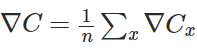 ∇C = 1/n ∑ₓ ∇Cₓ